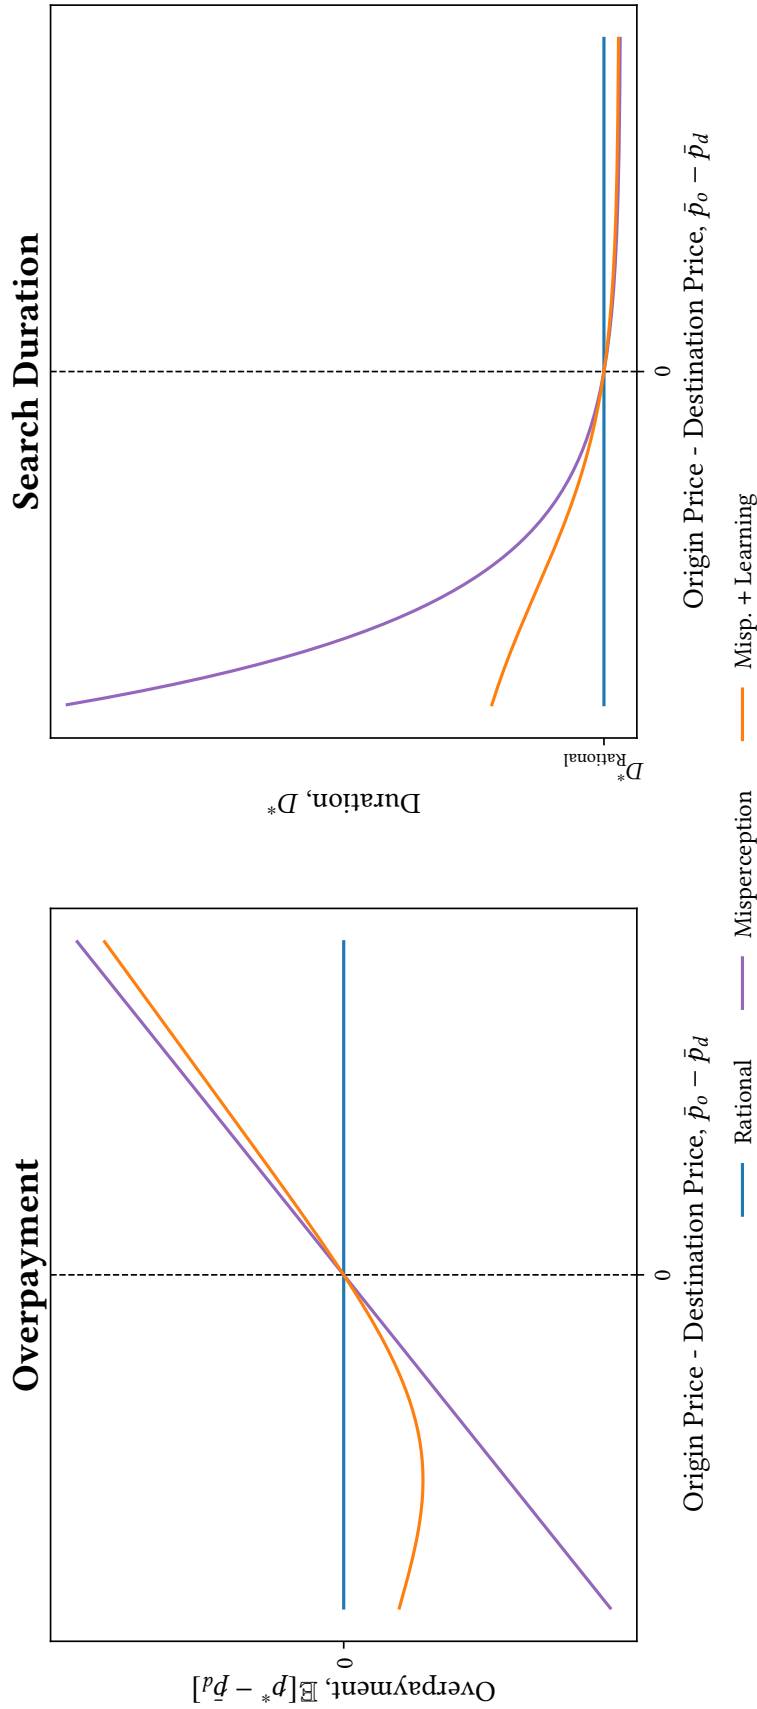 Overpayment
Overpayment, 𝔼[p* − p̄_d]
0
0
Origin Price - Destination Price, p̄_o − p̄_d
Search Duration
Duration, D*
D*_Rational
0
Origin Price - Destination Price, p̄_o − p̄_d
Rational
Misperception
Misp. + Learning